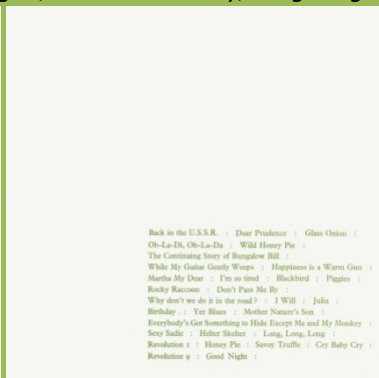 Back in the U.S.S.R. : Dear Prudence : Glass Onion :
Ob-La-Di, Ob-La-Da : Wild Honey Pie :
The Continuing Story of Bungalow Bill :
While My Guitar Gently Weeps : Happiness is a Warm Gun :
Martha My Dear : I'm so tired : Blackbird : Piggies :
Rocky Raccoon : Don't Pass Me By :
Why don't we do it in the road? : I Will : Julia :
Birthday : Yer Blues : Mother Nature's Son :
Everybody's Got Something to Hide Except Me and My Monkey :
Sexy Sadie : Helter Skelter : Long, Long, Long :
Revolution 1 : Honey Pie : Savoy Truffle : Cry Baby Cry :
Revolution 9 : Good Night :